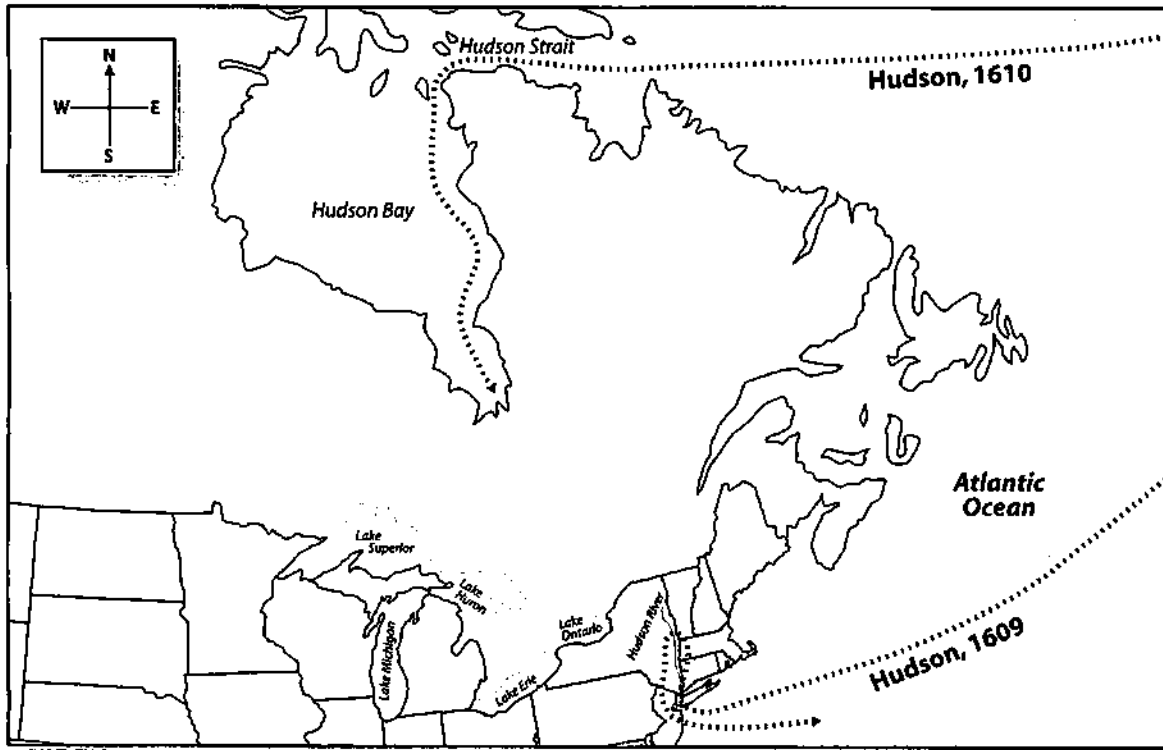 Hudson Strait
Hudson, 1610
N
W E
S
Hudson Bay
Atlantic
Ocean
Lake
Superior
Lake
Huron
Lake
Ontario
Hudson River
Lake Michigan
Lake Erie
Hudson, 1609